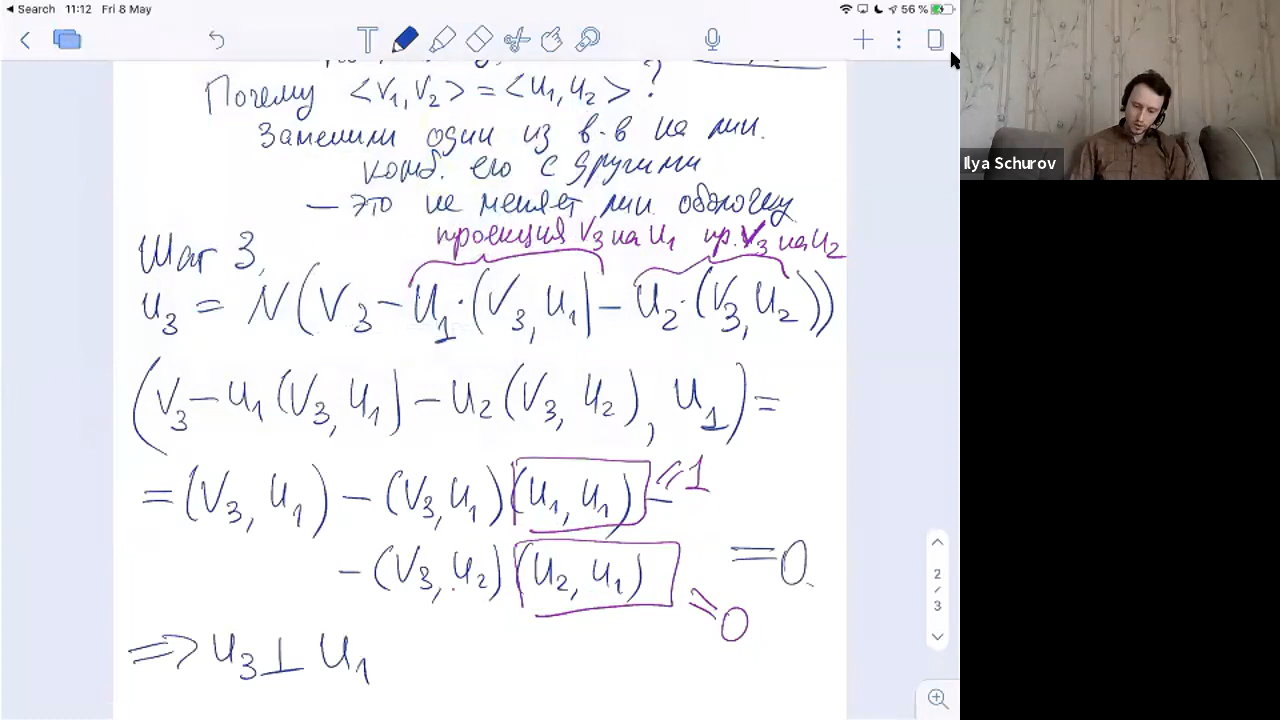 Search 11:12 Fri 8 May 56 %
Почему <v₁, v₂> = <u₁, u₂> ?
Заменили один из в-в на лин.
комб. его с другими
— это не меняет лин. оболочку.
проекция v₃ на u₁ пр. v₃ на u₂
Шаг 3.
u₃ = N(v₃ − u₁·(v₃, u₁) − u₂·(v₃, u₂))
(v₃ − u₁(v₃, u₁) − u₂(v₃, u₂), u₁) =
= (v₃, u₁) − (v₃, u₁)(u₁, u₁) − =1
− (v₃, u₂)(u₂, u₁) = 0.
=0
⇒ u₃ ⊥ u₁
2
/
3
Ilya Schurov